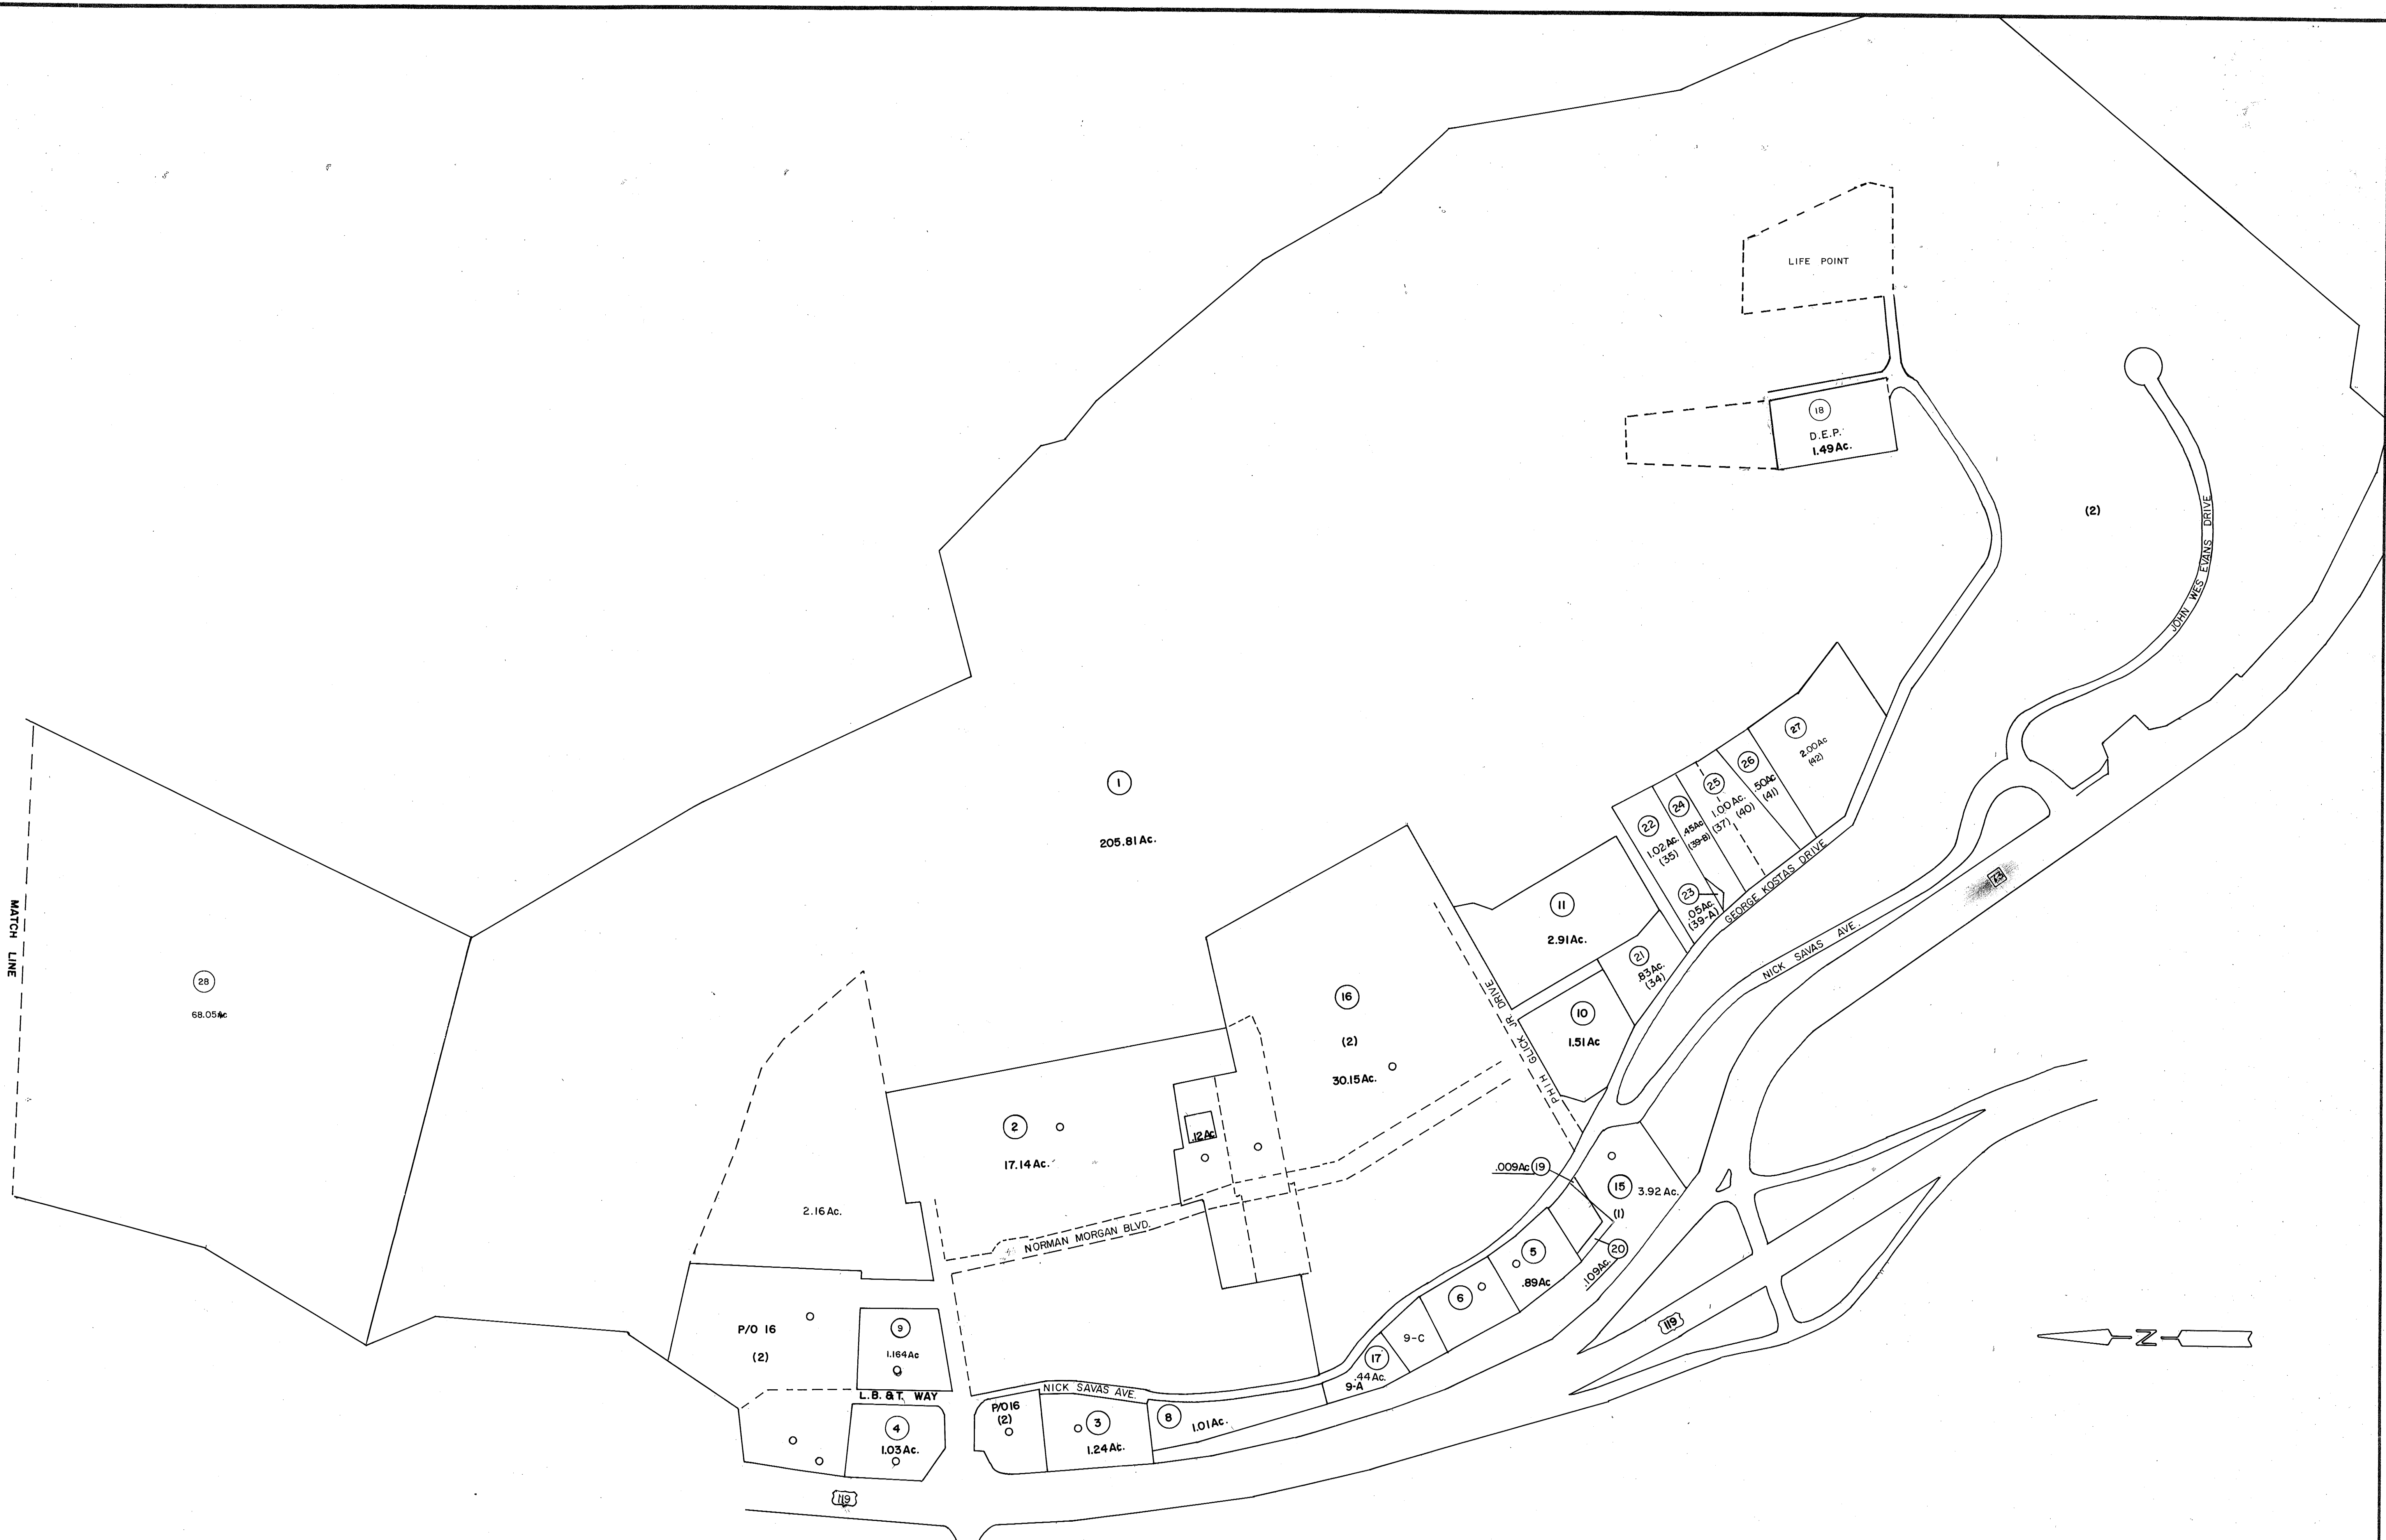 LIFE POINT
18
D.E.P.
1.49 Ac.
(2)
JOHN WES EVANS DRIVE
27
2.00 Ac
(42)
26
.50 Ac
(41)
25
1.00 Ac.
(37) (40)
24
.45 Ac
(39-B)
22
1.02 Ac.
(35)
23
.05 Ac.
(39-A)
GEORGE KOSTAS DRIVE
1
205.81 Ac.
11
2.91 Ac.
21
.83 Ac.
(34)
73
NICK SAVAS AVE.
MATCH LINE
28
68.05 Ac
16
(2)
30.15 Ac.
PHIH GLICK JR. DRIVE
10
1.51 Ac
2
17.14 Ac.
.12 Ac
.009 Ac 19
15 3.92 Ac.
(1)
2.16 Ac.
NORMAN MORGAN BLVD.
20
.109 Ac.
5
.89 Ac
6
9-C
119
17
.44 Ac.
9-A
N
P/O 16
(2)
9
1.164 Ac
L.B. & T. WAY
NICK SAVAS AVE.
P/O 16
(2)
3
1.24 Ac.
8
1.01 Ac.
4
1.03 Ac.
119